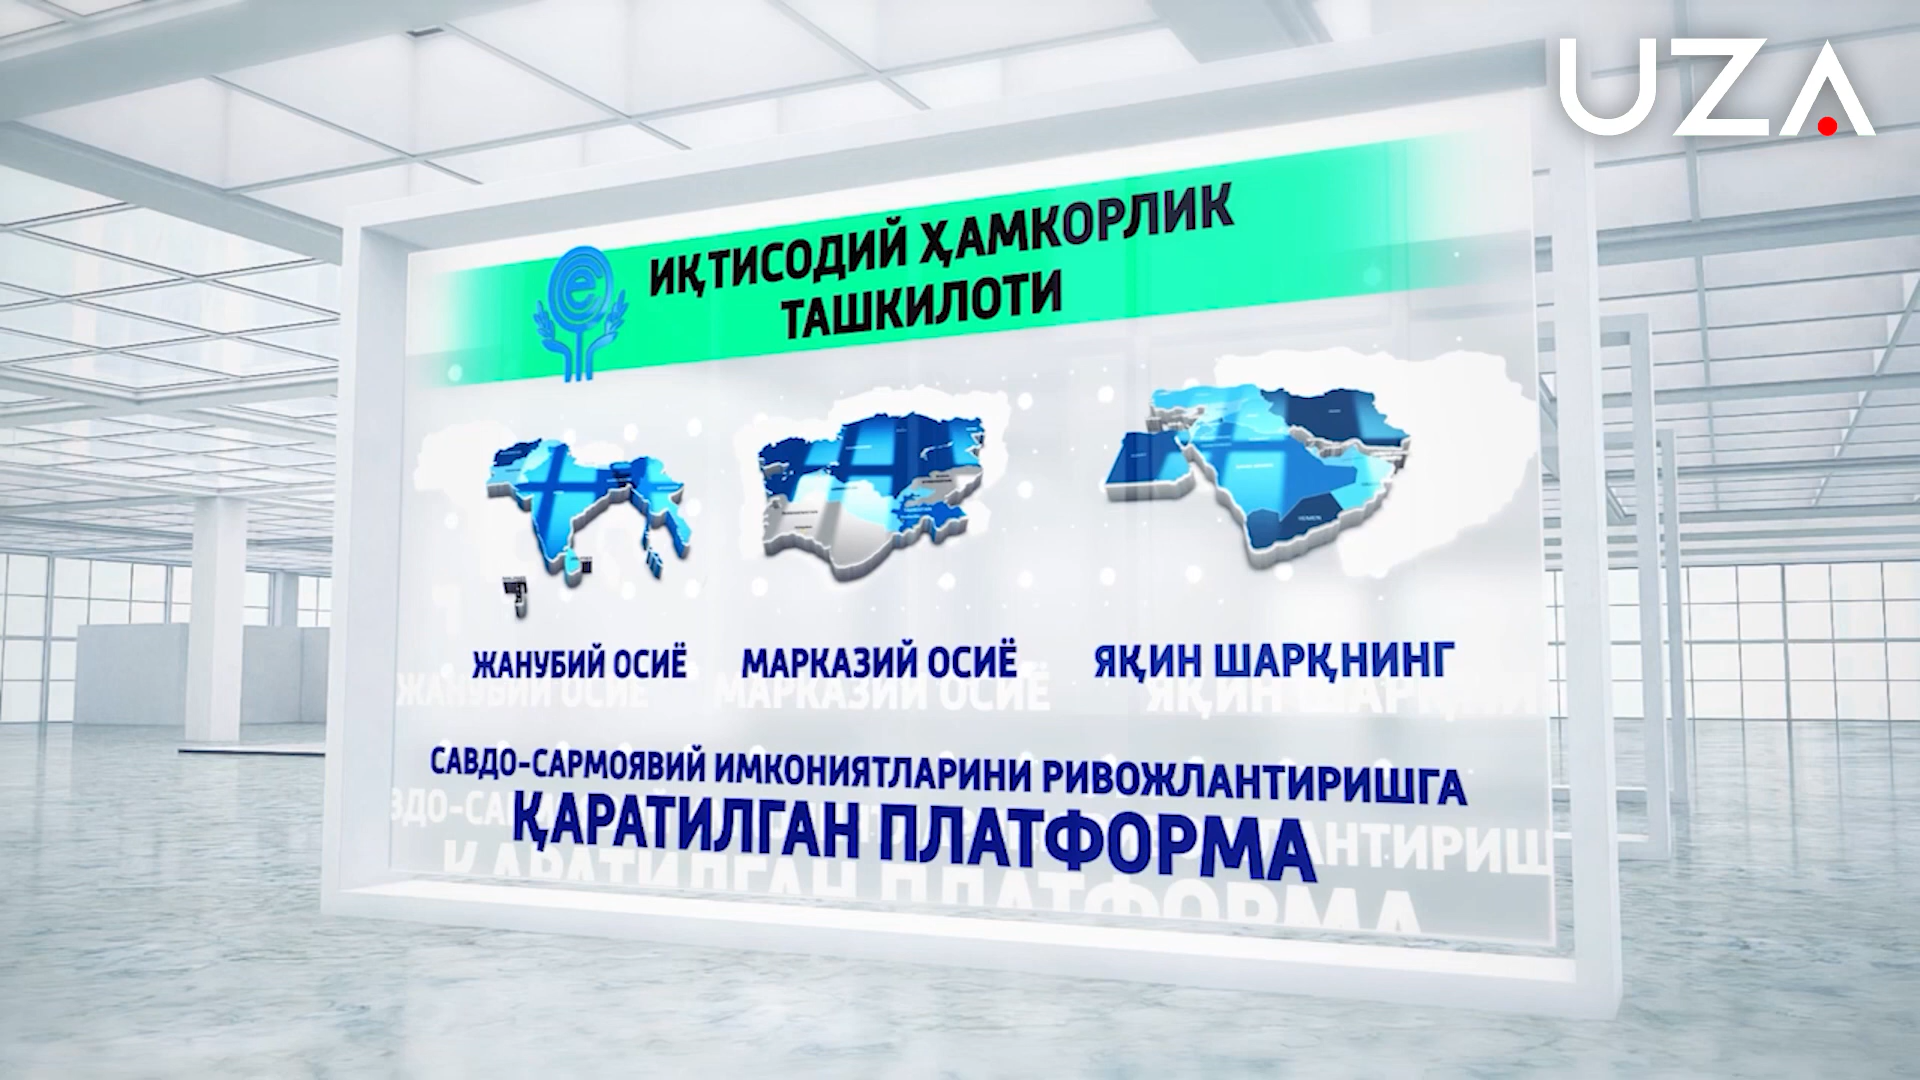 UZA
ИҚТИСОДИЙ ҲАМКОРЛИК
ТАШКИЛОТИ
ЖАНУБИЙ ОСИЁ
МАРКАЗИЙ ОСИЁ
ЯҚИН ШАРҚНИНГ
САВДО-САРМОЯВИЙ ИМКОНИЯТЛАРИНИ РИВОЖЛАНТИРИШГА
ҚАРАТИЛГАН ПЛАТФОРМА